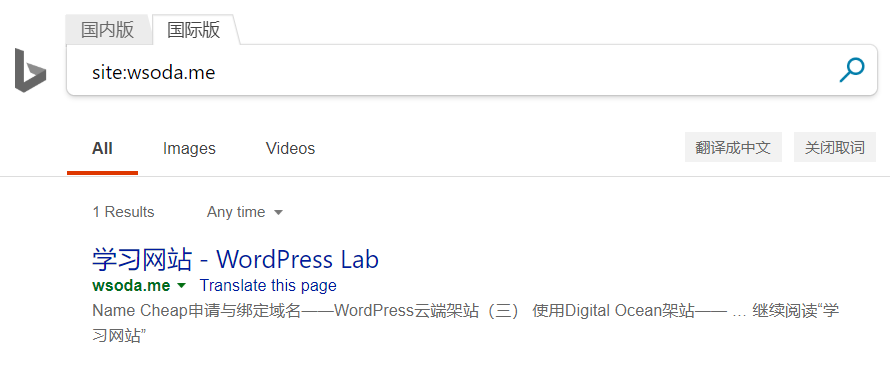 国内版 国际版
site:wsoda.me
All Images Videos 翻译成中文 关闭取词
1 Results Any time
学习网站 - WordPress Lab
wsoda.me Translate this page
Name Cheap申请与绑定域名——WordPress云端架站（三） 使用Digital Ocean架站—— … 继续阅读“学
习网站”